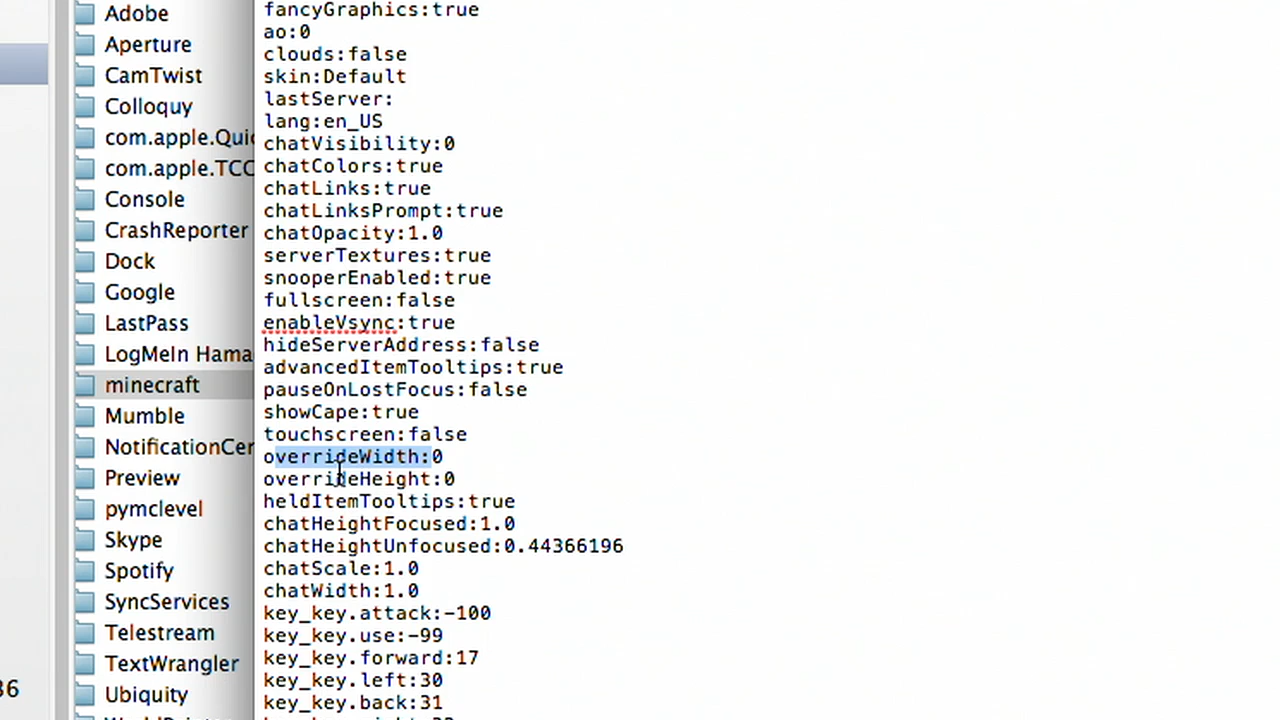 Adobe
Aperture
CamTwist
Colloquy
com.apple.Quic
com.apple.TCC
Console
CrashReporter
Dock
Google
LastPass
LogMeIn Hama
minecraft
Mumble
NotificationCer
Preview
pymclevel
Skype
Spotify
SyncServices
Telestream
TextWrangler
Ubiquity
36
fancyGraphics:true
ao:0
clouds:false
skin:Default
lastServer:
lang:en_US
chatVisibility:0
chatColors:true
chatLinks:true
chatLinksPrompt:true
chatOpacity:1.0
serverTextures:true
snooperEnabled:true
fullscreen:false
enableVsync:true
hideServerAddress:false
advancedItemTooltips:true
pauseOnLostFocus:false
showCape:true
touchscreen:false
overrideWidth:0
overrideHeight:0
heldItemTooltips:true
chatHeightFocused:1.0
chatHeightUnfocused:0.44366196
chatScale:1.0
chatWidth:1.0
key_key.attack:-100
key_key.use:-99
key_key.forward:17
key_key.left:30
key_key.back:31